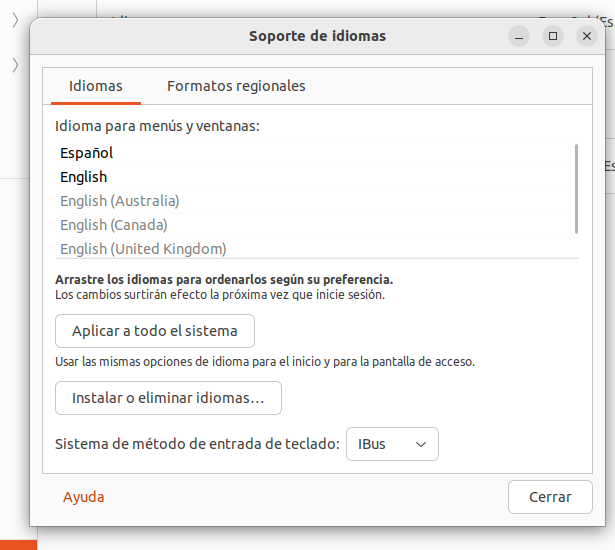 Soporte de idiomas
Idiomas
Formatos regionales
Idioma para menús y ventanas:
Español
English
English (Australia)
English (Canada)
English (United Kingdom)
Arrastre los idiomas para ordenarlos según su preferencia.
Los cambios surtirán efecto la próxima vez que inicie sesión.
Aplicar a todo el sistema
Usar las mismas opciones de idioma para el inicio y para la pantalla de acceso.
Instalar o eliminar idiomas...
Sistema de método de entrada de teclado: IBus
Ayuda
Cerrar